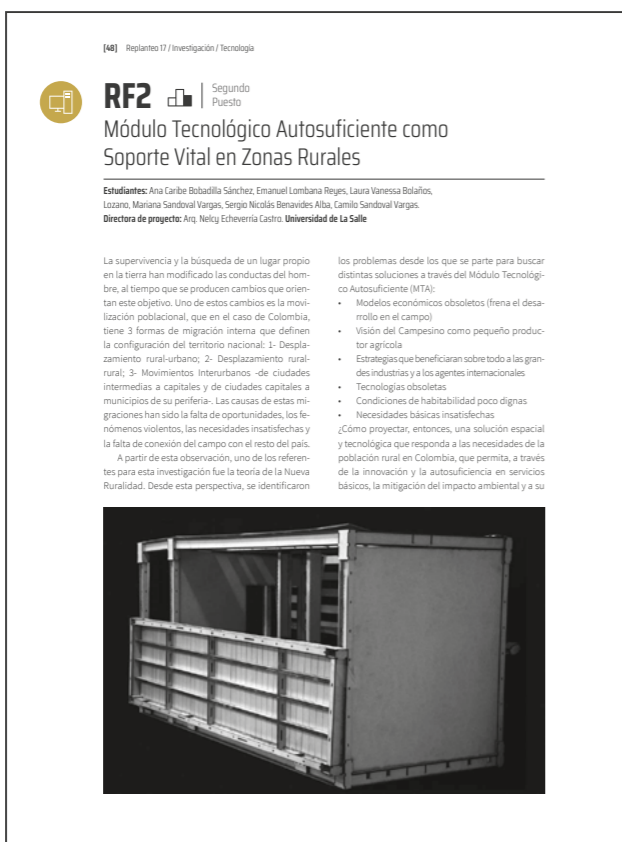 [48] Replanteo 17 / Investigación / Tecnología
RF2
Segundo
Puesto
Módulo Tecnológico Autosuficiente como
Soporte Vital en Zonas Rurales
Estudiantes: Ana Caribe Bobadilla Sánchez, Emanuel Lombana Reyes, Laura Vanessa Bolaños,
Lozano, Mariana Sandoval Vargas, Sergio Nicolás Benavides Alba, Camilo Sandoval Vargas.
Directora de proyecto: Arq. Nelcy Echeverría Castro. Universidad de La Salle
La supervivencia y la búsqueda de un lugar propio
en la tierra han modificado las conductas del hom-
bre, al tiempo que se producen cambios que orien-
tan este objetivo. Uno de estos cambios es la movi-
lización poblacional, que en el caso de Colombia,
tiene 3 formas de migración interna que definen
la configuración del territorio nacional: 1- Despla-
zamiento rural-urbano; 2- Desplazamiento rural-
rural; 3- Movimientos Interurbanos -de ciudades
intermedias a capitales y de ciudades capitales a
municipios de su periferia-. Las causas de estas mi-
graciones han sido la falta de oportunidades, los fe-
nómenos violentos, las necesidades insatisfechas y
la falta de conexión del campo con el resto del país.
A partir de esta observación, uno de los referen-
tes para esta investigación fue la teoría de la Nueva
Ruralidad. Desde esta perspectiva, se identificaron
los problemas desde los que se parte para buscar
distintas soluciones a través del Módulo Tecnológi-
co Autosuficiente (MTA):
• Modelos económicos obsoletos (frena el desa-
rrollo en el campo)
• Visión del Campesino como pequeño produc-
tor agrícola
• Estrategias que beneficiaran sobre todo a las gran-
des industrias y a los agentes internacionales
• Tecnologías obsoletas
• Condiciones de habitabilidad poco dignas
• Necesidades básicas insatisfechas
¿Cómo proyectar, entonces, una solución espacial
y tecnológica que responda a las necesidades de la
población rural en Colombia, que permita, a través
de la innovación y la autosuficiencia en servicios
básicos, la mitigación del impacto ambiental y a su